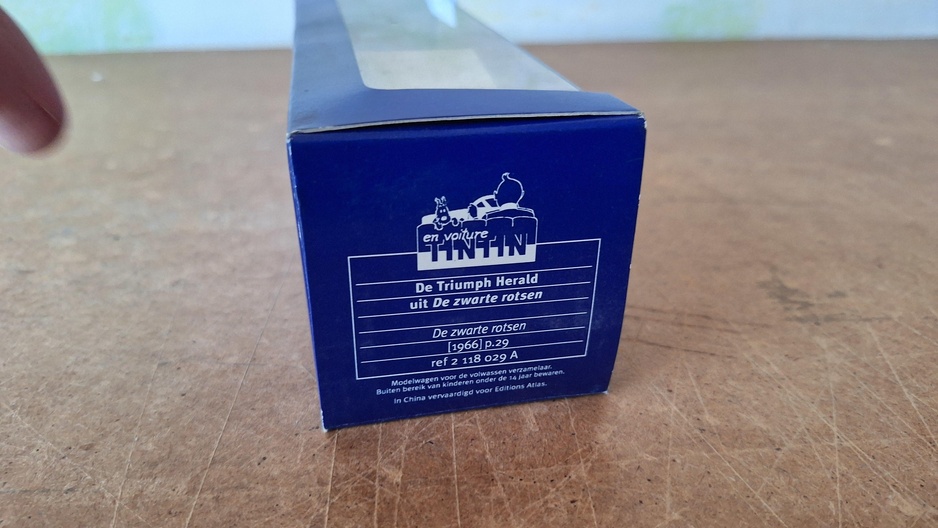 en voiture
TINTIN
De Triumph Herald
uit De zwarte rotsen
De zwarte rotsen
[1966] p.29
ref 2 118 029 A
Modelwagen voor de volwassen verzamelaar.
Buiten bereik van kinderen onder de 14 jaar bewaren.
In China vervaardigd voor Editions Atlas.